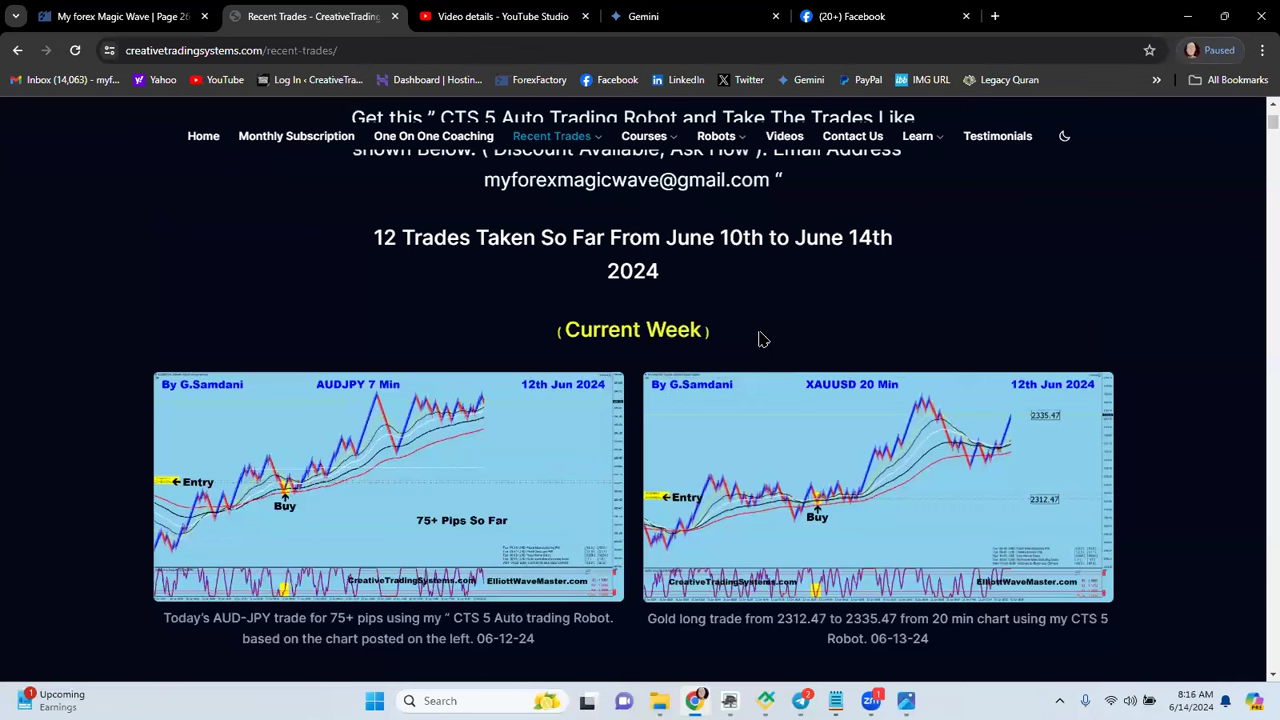 My forex Magic Wave | Page 26
Recent Trades - CreativeTrading
Video details - YouTube Studio
Gemini
(20+) Facebook
creativetradingsystems.com/recent-trades/
Paused
Inbox (14,063) - myf...
Yahoo
YouTube
Log In ‹ CreativeTra...
Dashboard | Hostin...
ForexFactory
Facebook
LinkedIn
Twitter
Gemini
PayPal
IMG URL
Legacy Quran
All Bookmarks
Get this " CTS 5 Auto Trading Robot and Take The Trades Like
Home
Monthly Subscription
One On One Coaching
Recent Trades
Courses
Robots
Videos
Contact Us
Learn
Testimonials
shown Below. ( Discount Available, Ask How ). Email Address
myforexmagicwave@gmail.com “
12 Trades Taken So Far From June 10th to June 14th
2024
( Current Week )
By G.Samdani
AUDJPY 7 Min
12th Jun 2024
Entry
Buy
75+ Pips So Far
CreativeTradingSystems.com
ElliottWaveMaster.com
By G.Samdani
XAUUSD 20 Min
12th Jun 2024
2335.47
Entry
2312.47
Buy
CreativeTradingSystems.com
ElliottWaveMaster.com
Today’s AUD-JPY trade for 75+ pips using my “ CTS 5 Auto trading Robot.
based on the chart posted on the left. 06-12-24
Gold long trade from 2312.47 to 2335.47 from 20 min chart using my CTS 5
Robot. 06-13-24
1
Upcoming
Earnings
Search
2
1
8:16 AM
6/14/2024